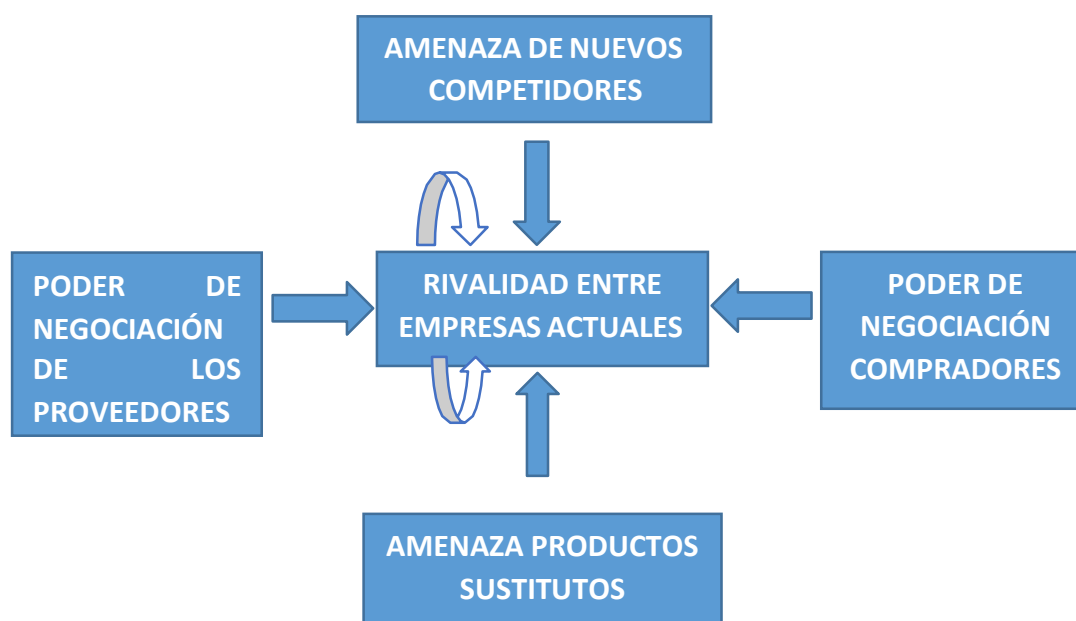 AMENAZA DE NUEVOS
COMPETIDORES
PODER DE
NEGOCIACIÓN
DE LOS
PROVEEDORES
RIVALIDAD ENTRE
EMPRESAS ACTUALES
PODER DE
NEGOCIACIÓN
COMPRADORES
AMENAZA PRODUCTOS
SUSTITUTOS